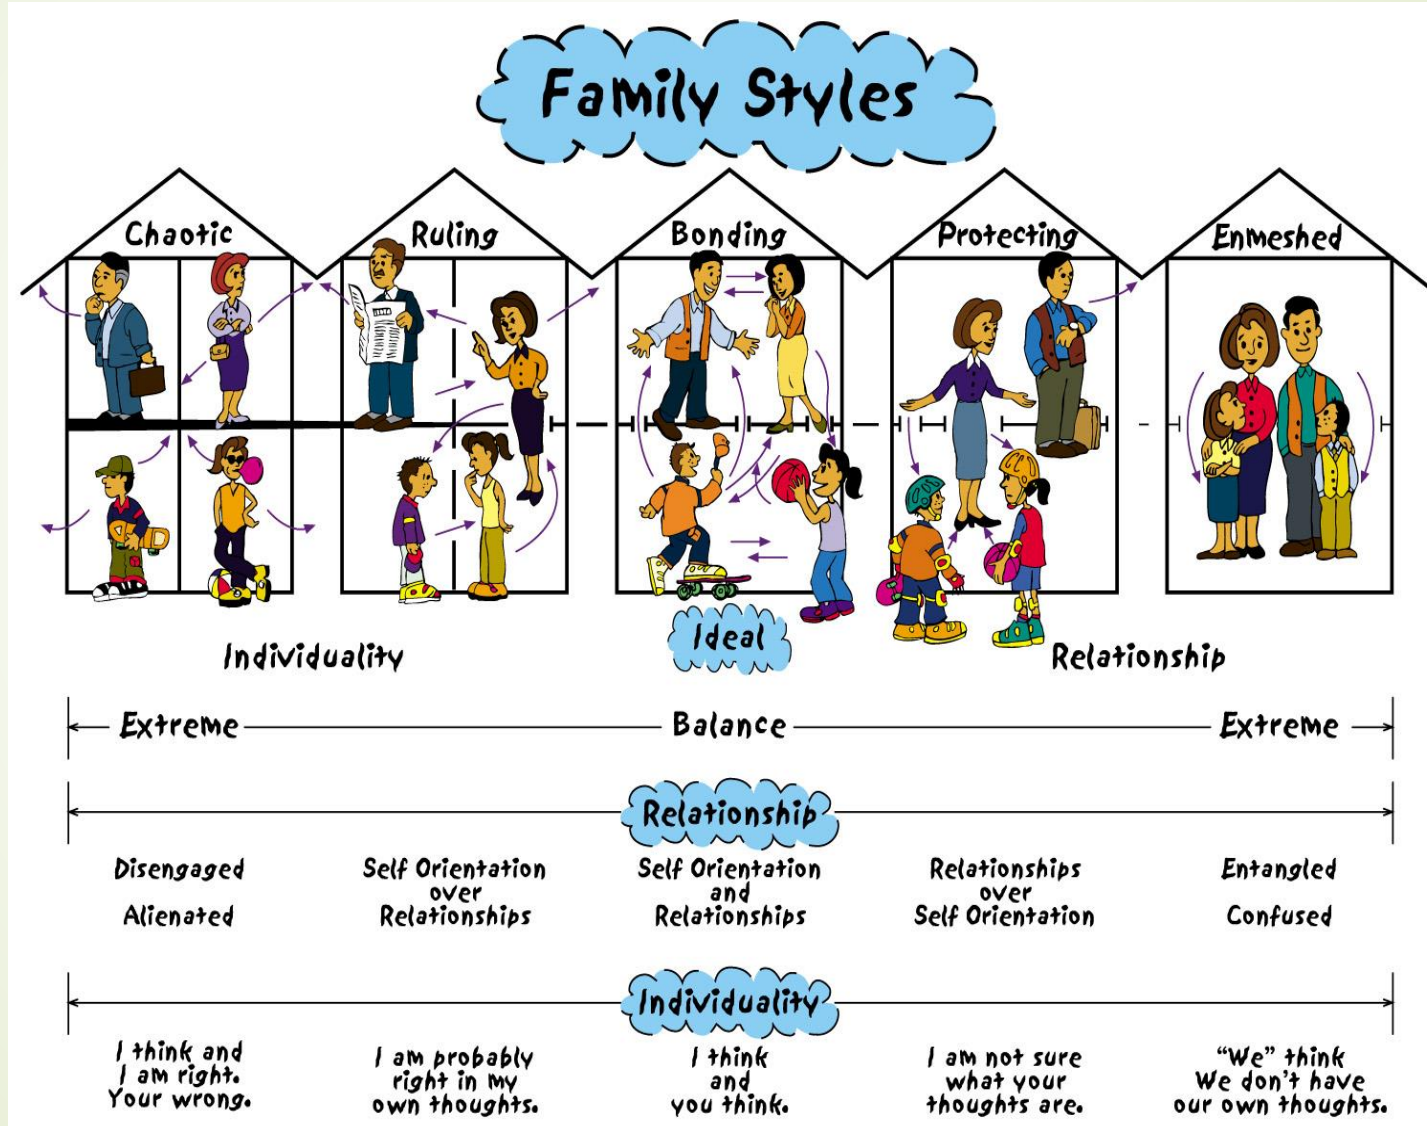 Family Styles
Chaotic
Ruling
Bonding
Protecting
Enmeshed
Individuality
Ideal
Relationship
Extreme
Balance
Extreme
Relationship
Disengaged
Alienated
Self Orientation
over
Relationships
Self Orientation
and
Relationships
Relationships
over
Self Orientation
Entangled
Confused
Individuality
I think and
I am right.
Your wrong.
I am probably
right in my
own thoughts.
I think
and
you think.
I am not sure
what your
thoughts are.
“We” think
We don't have
our own thoughts.